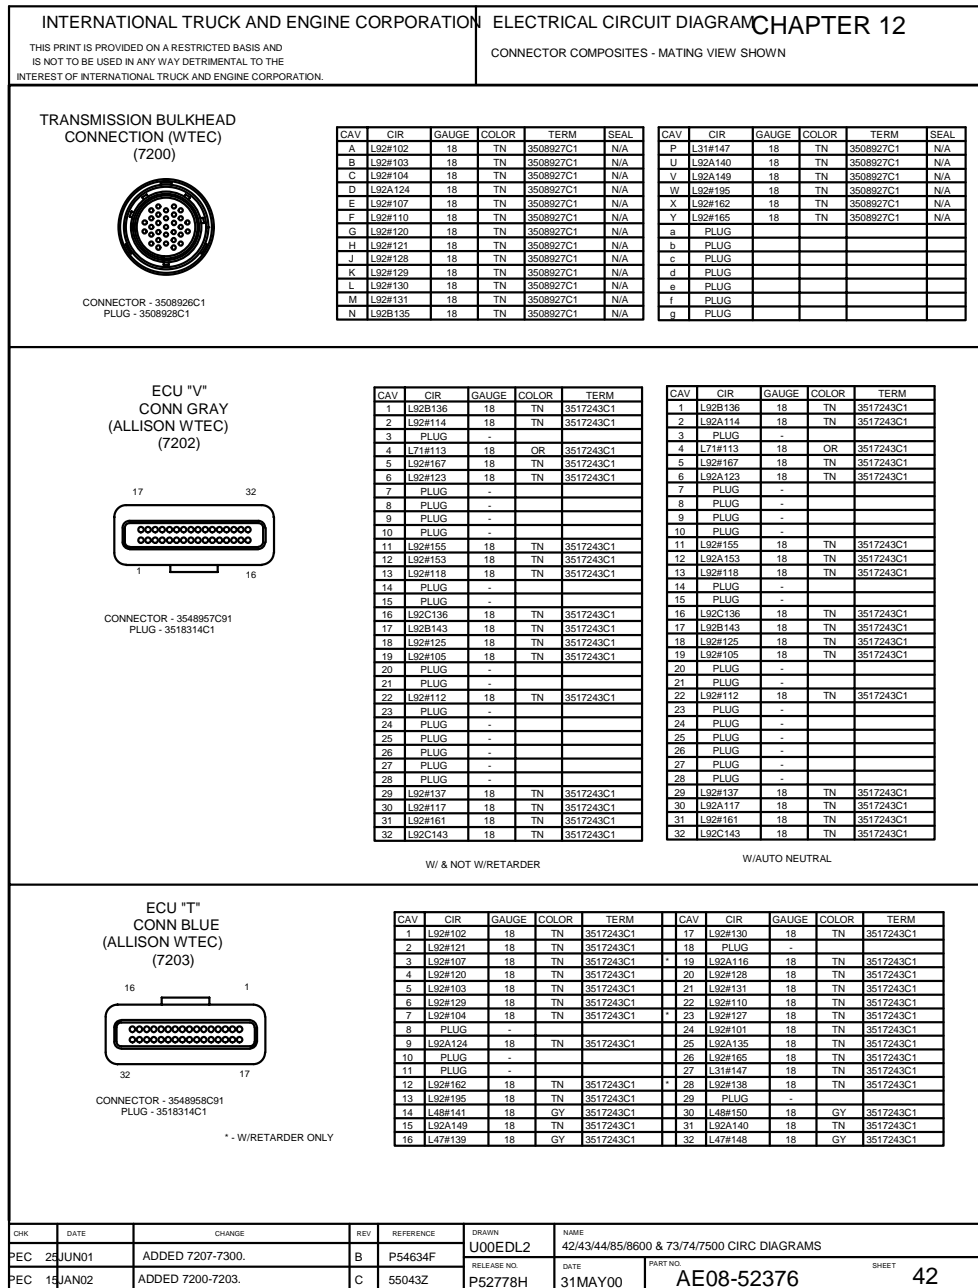 INTERNATIONAL TRUCK AND ENGINE CORPORATION
THIS PRINT IS PROVIDED ON A RESTRICTED BASIS AND
IS NOT TO BE USED IN ANY WAY DETRIMENTAL TO THE
INTEREST OF INTERNATIONAL TRUCK AND ENGINE CORPORATION.
ELECTRICAL CIRCUIT DIAGRAM CHAPTER 12
CONNECTOR COMPOSITES - MATING VIEW SHOWN
TRANSMISSION BULKHEAD
CONNECTION (WTEC)
(7200)
CONNECTOR - 3508926C1
PLUG - 3508928C1
CAV CIR GAUGE COLOR TERM SEAL
A L92#102 18 TN 3508927C1 N/A
B L92#103 18 TN 3508927C1 N/A
C L92#104 18 TN 3508927C1 N/A
D L92A124 18 TN 3508927C1 N/A
E L92#107 18 TN 3508927C1 N/A
F L92#110 18 TN 3508927C1 N/A
G L92#120 18 TN 3508927C1 N/A
H L92#121 18 TN 3508927C1 N/A
J L92#128 18 TN 3508927C1 N/A
K L92#129 18 TN 3508927C1 N/A
L L92#130 18 TN 3508927C1 N/A
M L92#131 18 TN 3508927C1 N/A
N L92B135 18 TN 3508927C1 N/A
CAV CIR GAUGE COLOR TERM SEAL
P L31#147 18 TN 3508927C1 N/A
U L92A140 18 TN 3508927C1 N/A
V L92A149 18 TN 3508927C1 N/A
W L92#195 18 TN 3508927C1 N/A
X L92#162 18 TN 3508927C1 N/A
Y L92#165 18 TN 3508927C1 N/A
a PLUG
b PLUG
c PLUG
d PLUG
e PLUG
f PLUG
g PLUG
ECU "V"
CONN GRAY
(ALLISON WTEC)
(7202)
17 32
1 16
CONNECTOR - 3548957C91
PLUG - 3518314C1
CAV CIR GAUGE COLOR TERM
1 L92B136 18 TN 3517243C1
2 L92#114 18 TN 3517243C1
3 PLUG -
4 L71#113 18 OR 3517243C1
5 L92#167 18 TN 3517243C1
6 L92#123 18 TN 3517243C1
7 PLUG -
8 PLUG -
9 PLUG -
10 PLUG -
11 L92#155 18 TN 3517243C1
12 L92#153 18 TN 3517243C1
13 L92#118 18 TN 3517243C1
14 PLUG -
15 PLUG -
16 L92C136 18 TN 3517243C1
17 L92B143 18 TN 3517243C1
18 L92#125 18 TN 3517243C1
19 L92#105 18 TN 3517243C1
20 PLUG -
21 PLUG -
22 L92#112 18 TN 3517243C1
23 PLUG -
24 PLUG -
25 PLUG -
26 PLUG -
27 PLUG -
28 PLUG -
29 L92#137 18 TN 3517243C1
30 L92#117 18 TN 3517243C1
31 L92#161 18 TN 3517243C1
32 L92C143 18 TN 3517243C1
W/ & NOT W/RETARDER
CAV CIR GAUGE COLOR TERM
1 L92B136 18 TN 3517243C1
2 L92A114 18 TN 3517243C1
3 PLUG -
4 L71#113 18 OR 3517243C1
5 L92#167 18 TN 3517243C1
6 L92A123 18 TN 3517243C1
7 PLUG -
8 PLUG -
9 PLUG -
10 PLUG -
11 L92#155 18 TN 3517243C1
12 L92A153 18 TN 3517243C1
13 L92#118 18 TN 3517243C1
14 PLUG -
15 PLUG -
16 L92C136 18 TN 3517243C1
17 L92B143 18 TN 3517243C1
18 L92#125 18 TN 3517243C1
19 L92#105 18 TN 3517243C1
20 PLUG -
21 PLUG -
22 L92#112 18 TN 3517243C1
23 PLUG -
24 PLUG -
25 PLUG -
26 PLUG -
27 PLUG -
28 PLUG -
29 L92#137 18 TN 3517243C1
30 L92A117 18 TN 3517243C1
31 L92#161 18 TN 3517243C1
32 L92C143 18 TN 3517243C1
W/AUTO NEUTRAL
ECU "T"
CONN BLUE
(ALLISON WTEC)
(7203)
16 1
32 17
CONNECTOR - 3548958C91
PLUG - 3518314C1
* - W/RETARDER ONLY
CAV CIR GAUGE COLOR TERM CAV CIR GAUGE COLOR TERM
1 L92#102 18 TN 3517243C1 17 L92#130 18 TN 3517243C1
2 L92#121 18 TN 3517243C1 18 PLUG -
3 L92#107 18 TN 3517243C1 * 19 L92A116 18 TN 3517243C1
4 L92#120 18 TN 3517243C1 20 L92#128 18 TN 3517243C1
5 L92#103 18 TN 3517243C1 21 L92#131 18 TN 3517243C1
6 L92#129 18 TN 3517243C1 22 L92#110 18 TN 3517243C1
7 L92#104 18 TN 3517243C1 * 23 L92#127 18 TN 3517243C1
8 PLUG - 24 L92#101 18 TN 3517243C1
9 L92A124 18 TN 3517243C1 25 L92A135 18 TN 3517243C1
10 PLUG - 26 L92#165 18 TN 3517243C1
11 PLUG - 27 L31#147 18 TN 3517243C1
12 L92#162 18 TN 3517243C1 * 28 L92#138 18 TN 3517243C1
13 L92#195 18 TN 3517243C1 29 PLUG -
14 L48#141 18 GY 3517243C1 30 L48#150 18 GY 3517243C1
15 L92A149 18 TN 3517243C1 31 L92A140 18 TN 3517243C1
16 L47#139 18 GY 3517243C1 32 L47#148 18 GY 3517243C1
CHK DATE CHANGE REV REFERENCE
PEC 25JUN01 ADDED 7207-7300. B P54634F
PEC 15JAN02 ADDED 7200-7203. C 55043Z
DRAWN
U00EDL2
NAME
42/43/44/85/8600 & 73/74/7500 CIRC DIAGRAMS
RELEASE NO.
P52778H
DATE
31MAY00
PART NO.
AE08-52376
SHEET 42